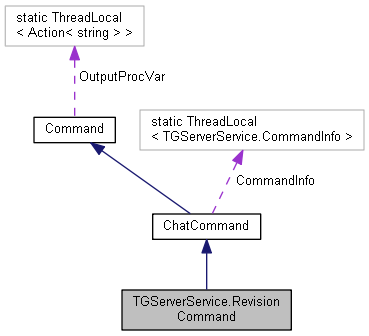 static ThreadLocal
< Action< string > >
OutputProcVar
Command
static ThreadLocal
< TGServerService.CommandInfo >
CommandInfo
ChatCommand
TGServerService.Revision
Command